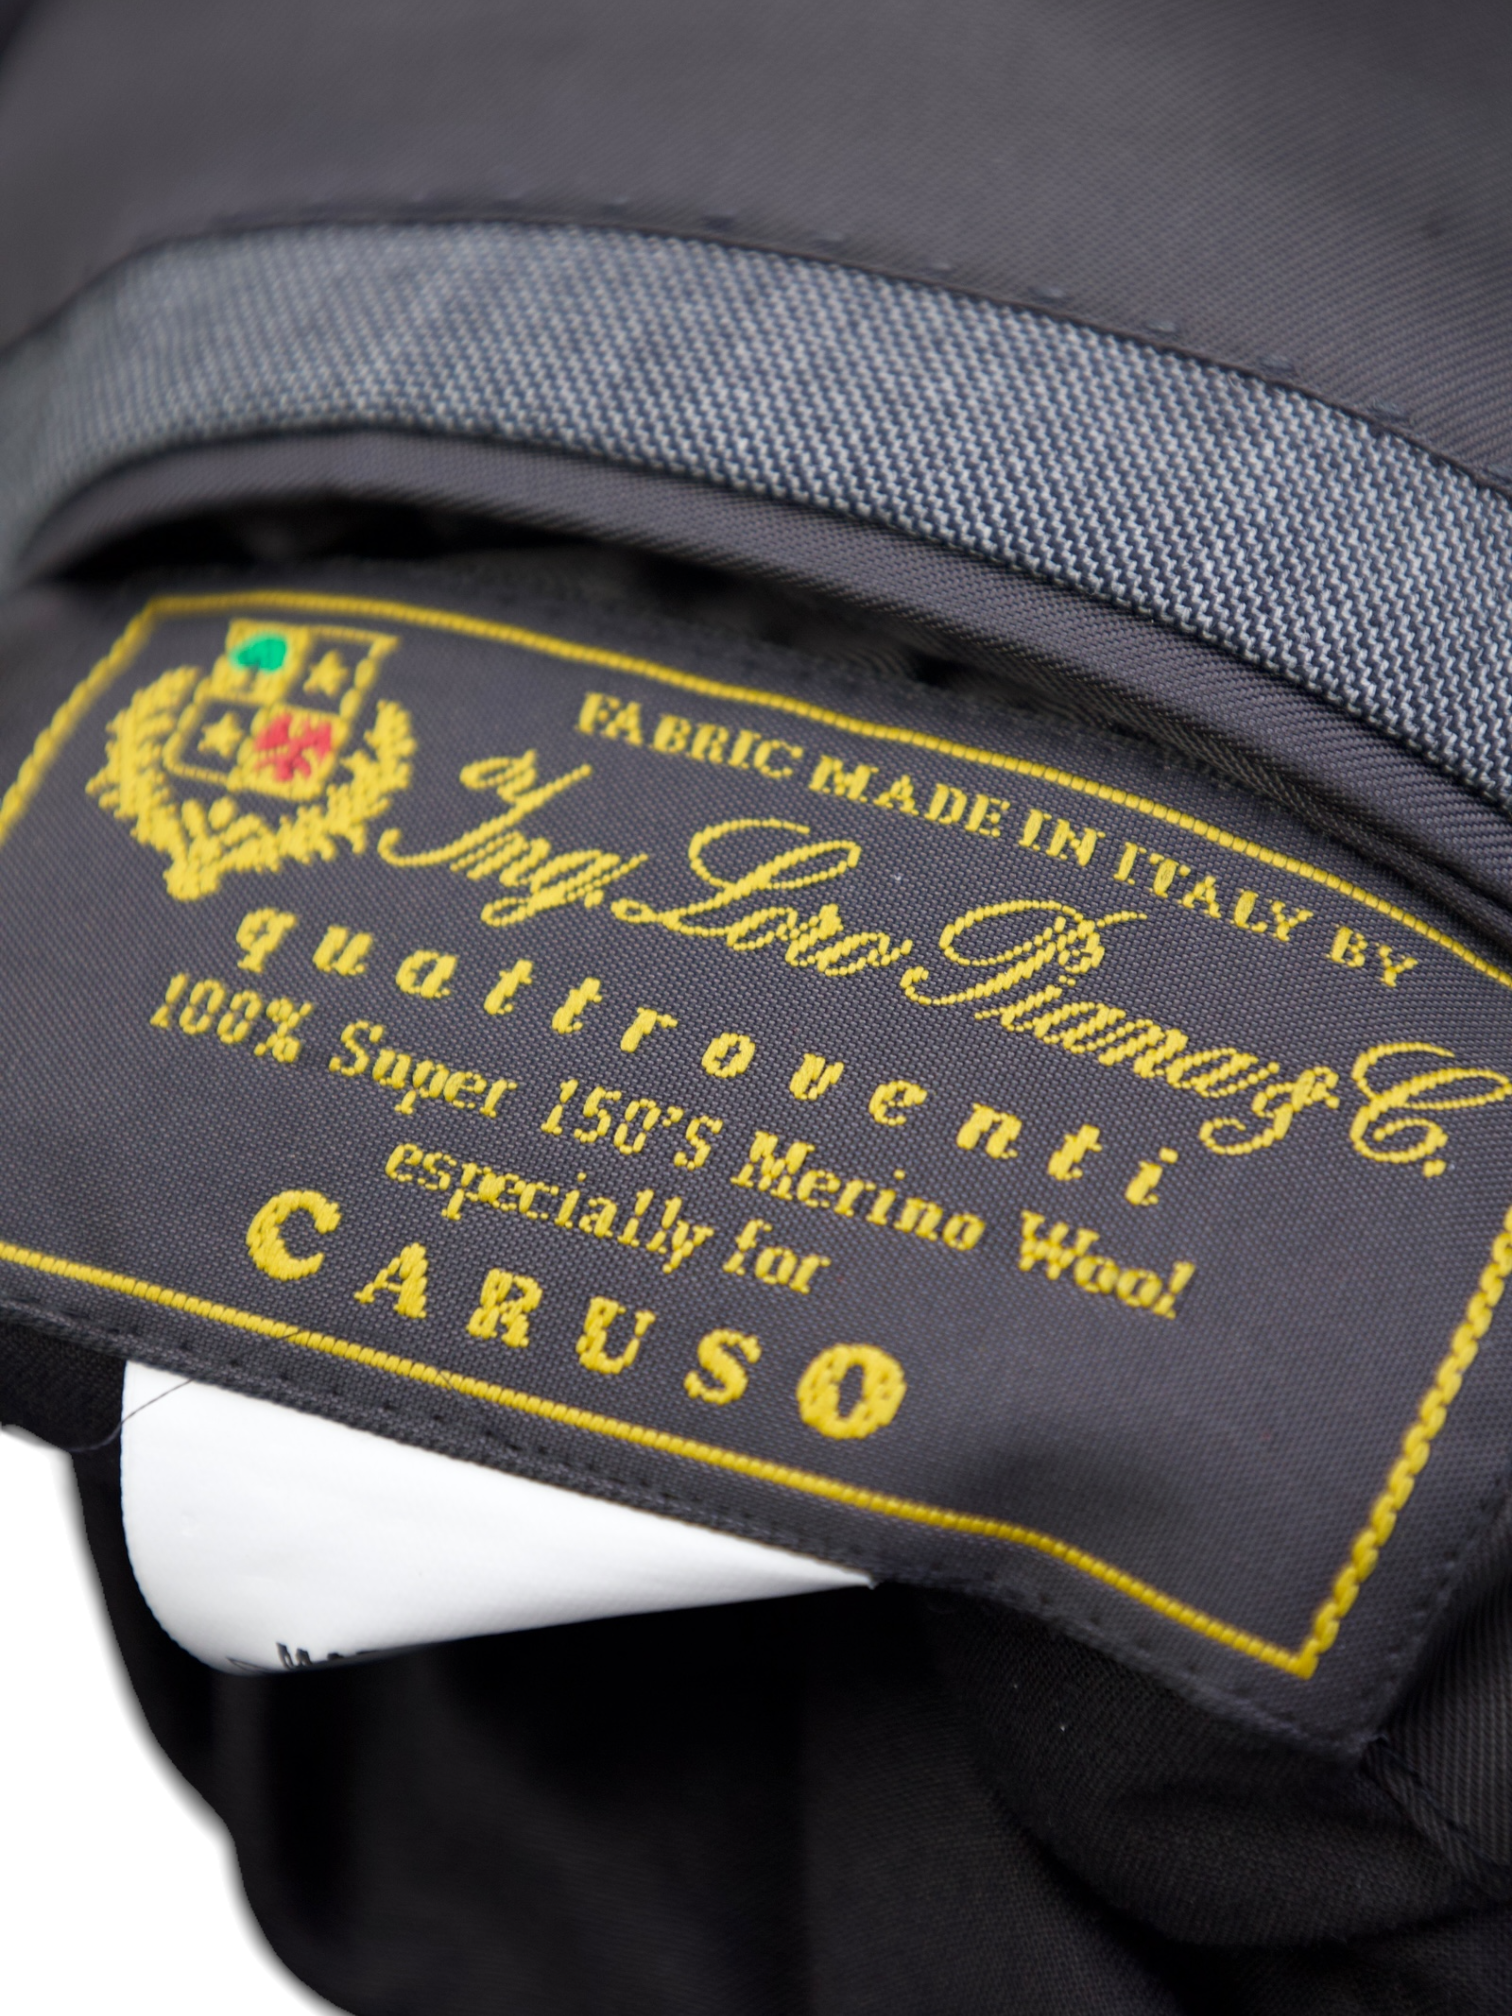 FABRIC MADE IN ITALY BY
Ing. Loro Piana & C.
quattroventi
100% Super 150'S Merino Wool
especially for
CARUSO